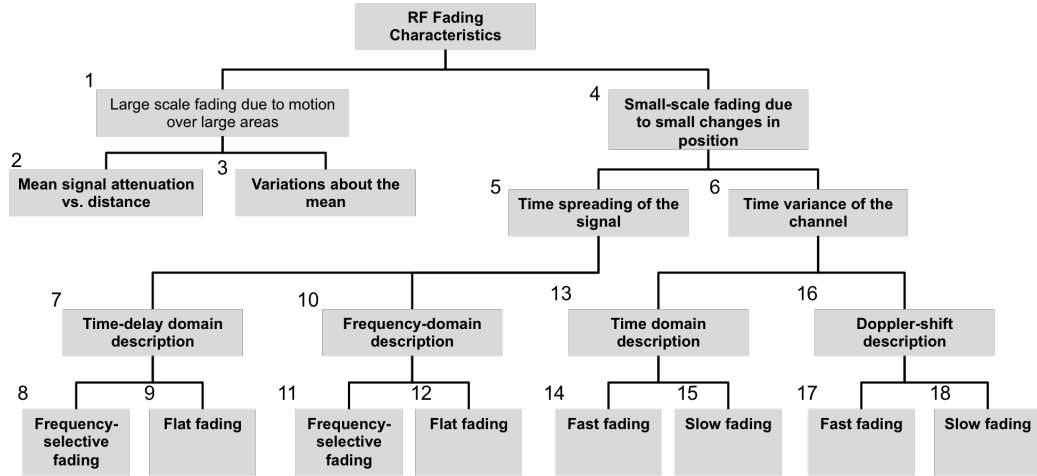 RF Fading
Characteristics
1
Large scale fading due to motion
over large areas
4
Small-scale fading due
to small changes in
position
2
Mean signal attenuation
vs. distance
3
Variations about the
mean
5
Time spreading of the
signal
6
Time variance of the
channel
7
Time-delay domain
description
10
Frequency-domain
description
13
Time domain
description
16
Doppler-shift
description
8
Frequency-
selective
fading
9
Flat fading
11
Frequency-
selective
fading
12
Flat fading
14
Fast fading
15
Slow fading
17
Fast fading
18
Slow fading